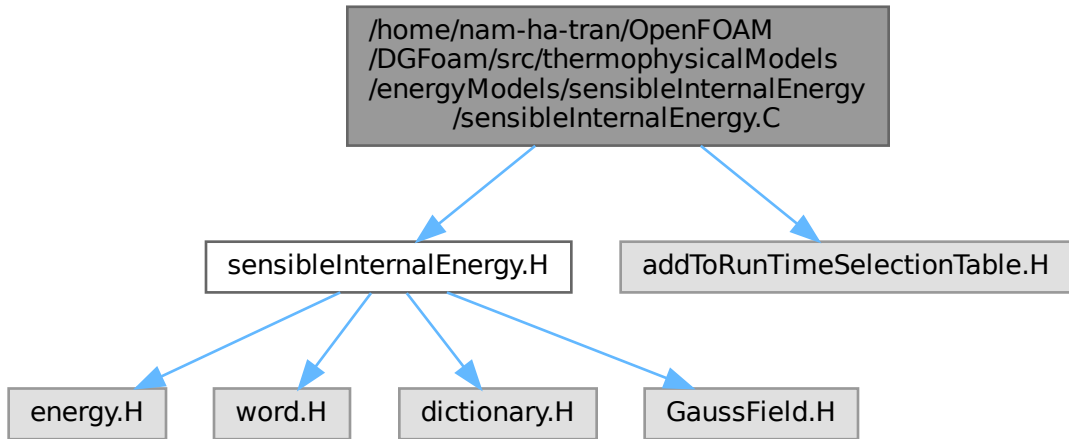 /home/nam-ha-tran/OpenFOAM
/DGFoam/src/thermophysicalModels
/energyModels/sensibleInternalEnergy
/sensibleInternalEnergy.C
sensibleInternalEnergy.H
addToRunTimeSelectionTable.H
energy.H
word.H
dictionary.H
GaussField.H